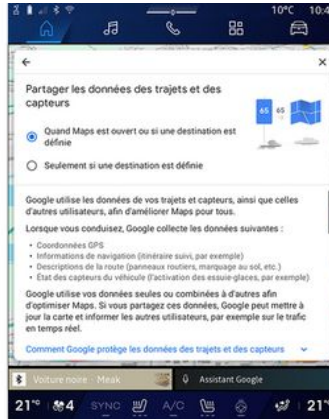 10°C 10:4
Partager les données des trajets et des
capteurs
65 65
Quand Maps est ouvert ou si une destination est
définie
Seulement si une destination est définie
Google utilise les données de vos trajets et capteurs, ainsi que celles
d'autres utilisateurs, afin d'améliorer Maps pour tous.
Lorsque vous conduisez, Google collecte les données suivantes :
• Coordonnées GPS
• Informations de navigation (itinéraire suivi, par exemple)
• Descriptions de la route (panneaux routiers, marquage au sol, etc.)
• État des capteurs du véhicule (l'activation des essuie-glaces, par exemple)
Google utilise vos données seules ou combinées à d'autres afin
d'optimiser Maps. Si vous partagez ces données, Google peut mettre à
jour la carte et informer les autres utilisateurs, par exemple sur le trafic
en temps réel.
Comment Google protège les données des trajets et capteurs
Voiture noire - Meak Assistant Google
21° 4 SYNC A/C 21°